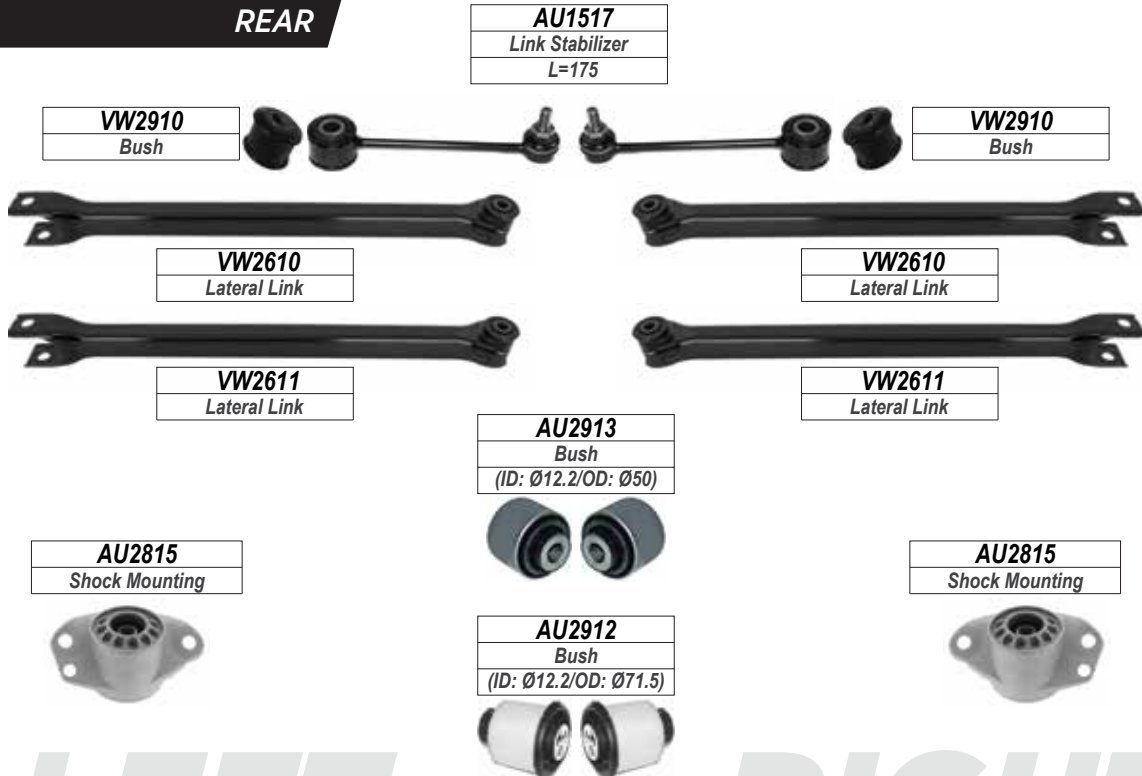 REAR
AU1517
Link Stabilizer
L=175
VW2910
Bush
VW2910
Bush
VW2610
Lateral Link
VW2610
Lateral Link
VW2611
Lateral Link
VW2611
Lateral Link
AU2913
Bush
(ID: Ø12.2/OD: Ø50)
AU2815
Shock Mounting
AU2815
Shock Mounting
AU2912
Bush
(ID: Ø12.2/OD: Ø71.5)
LEFT
RIGHT